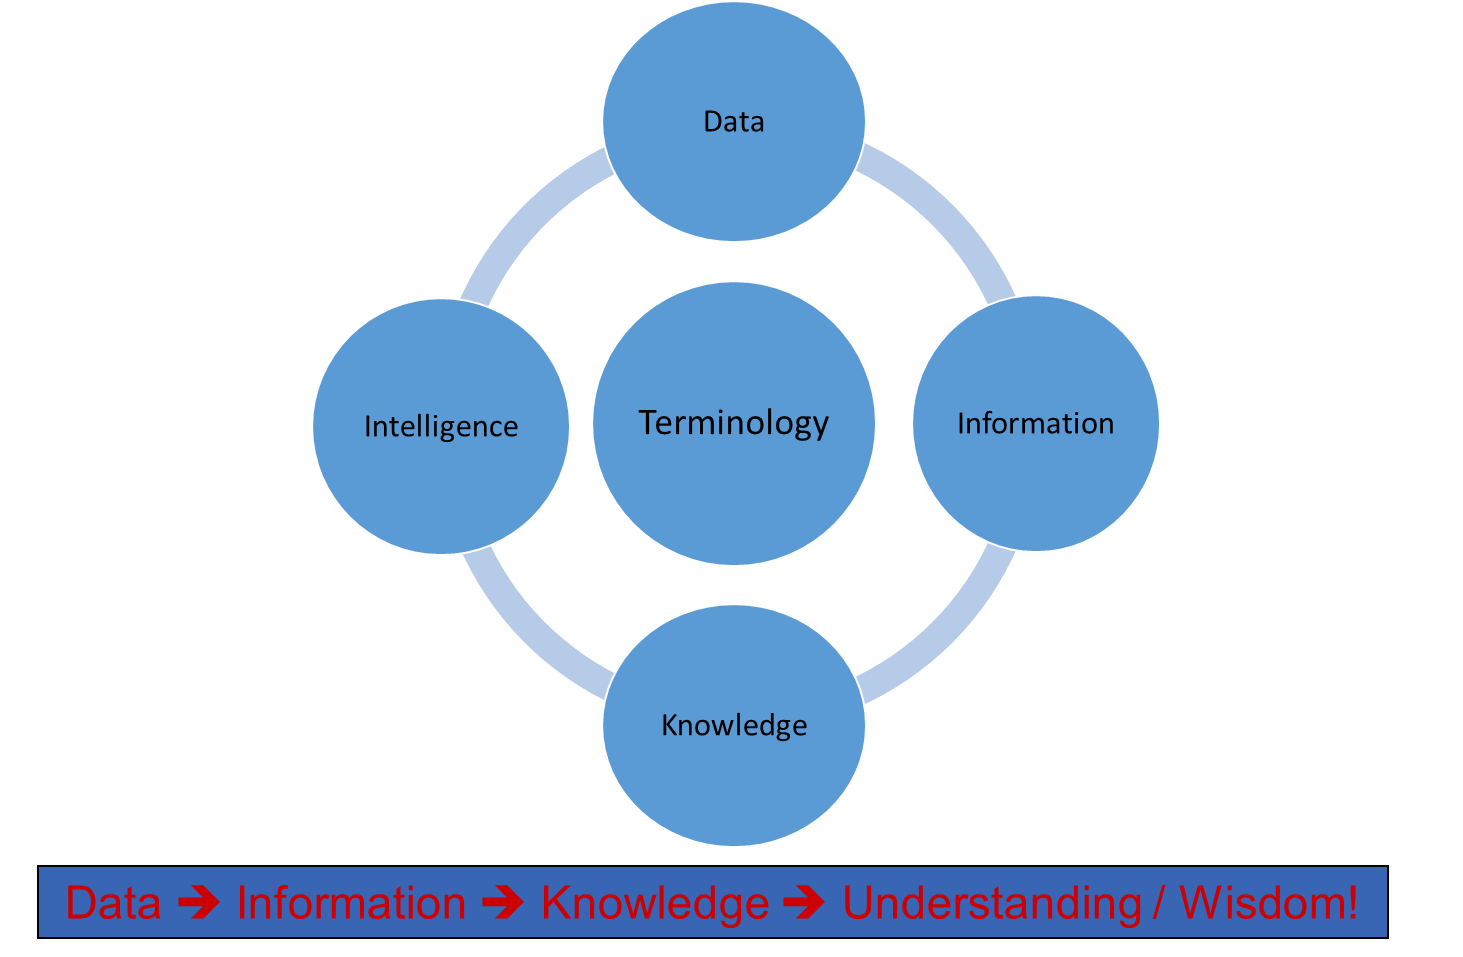 Data
Intelligence
Terminology
Information
Knowledge
Data ➔ Information ➔ Knowledge ➔ Understanding / Wisdom!